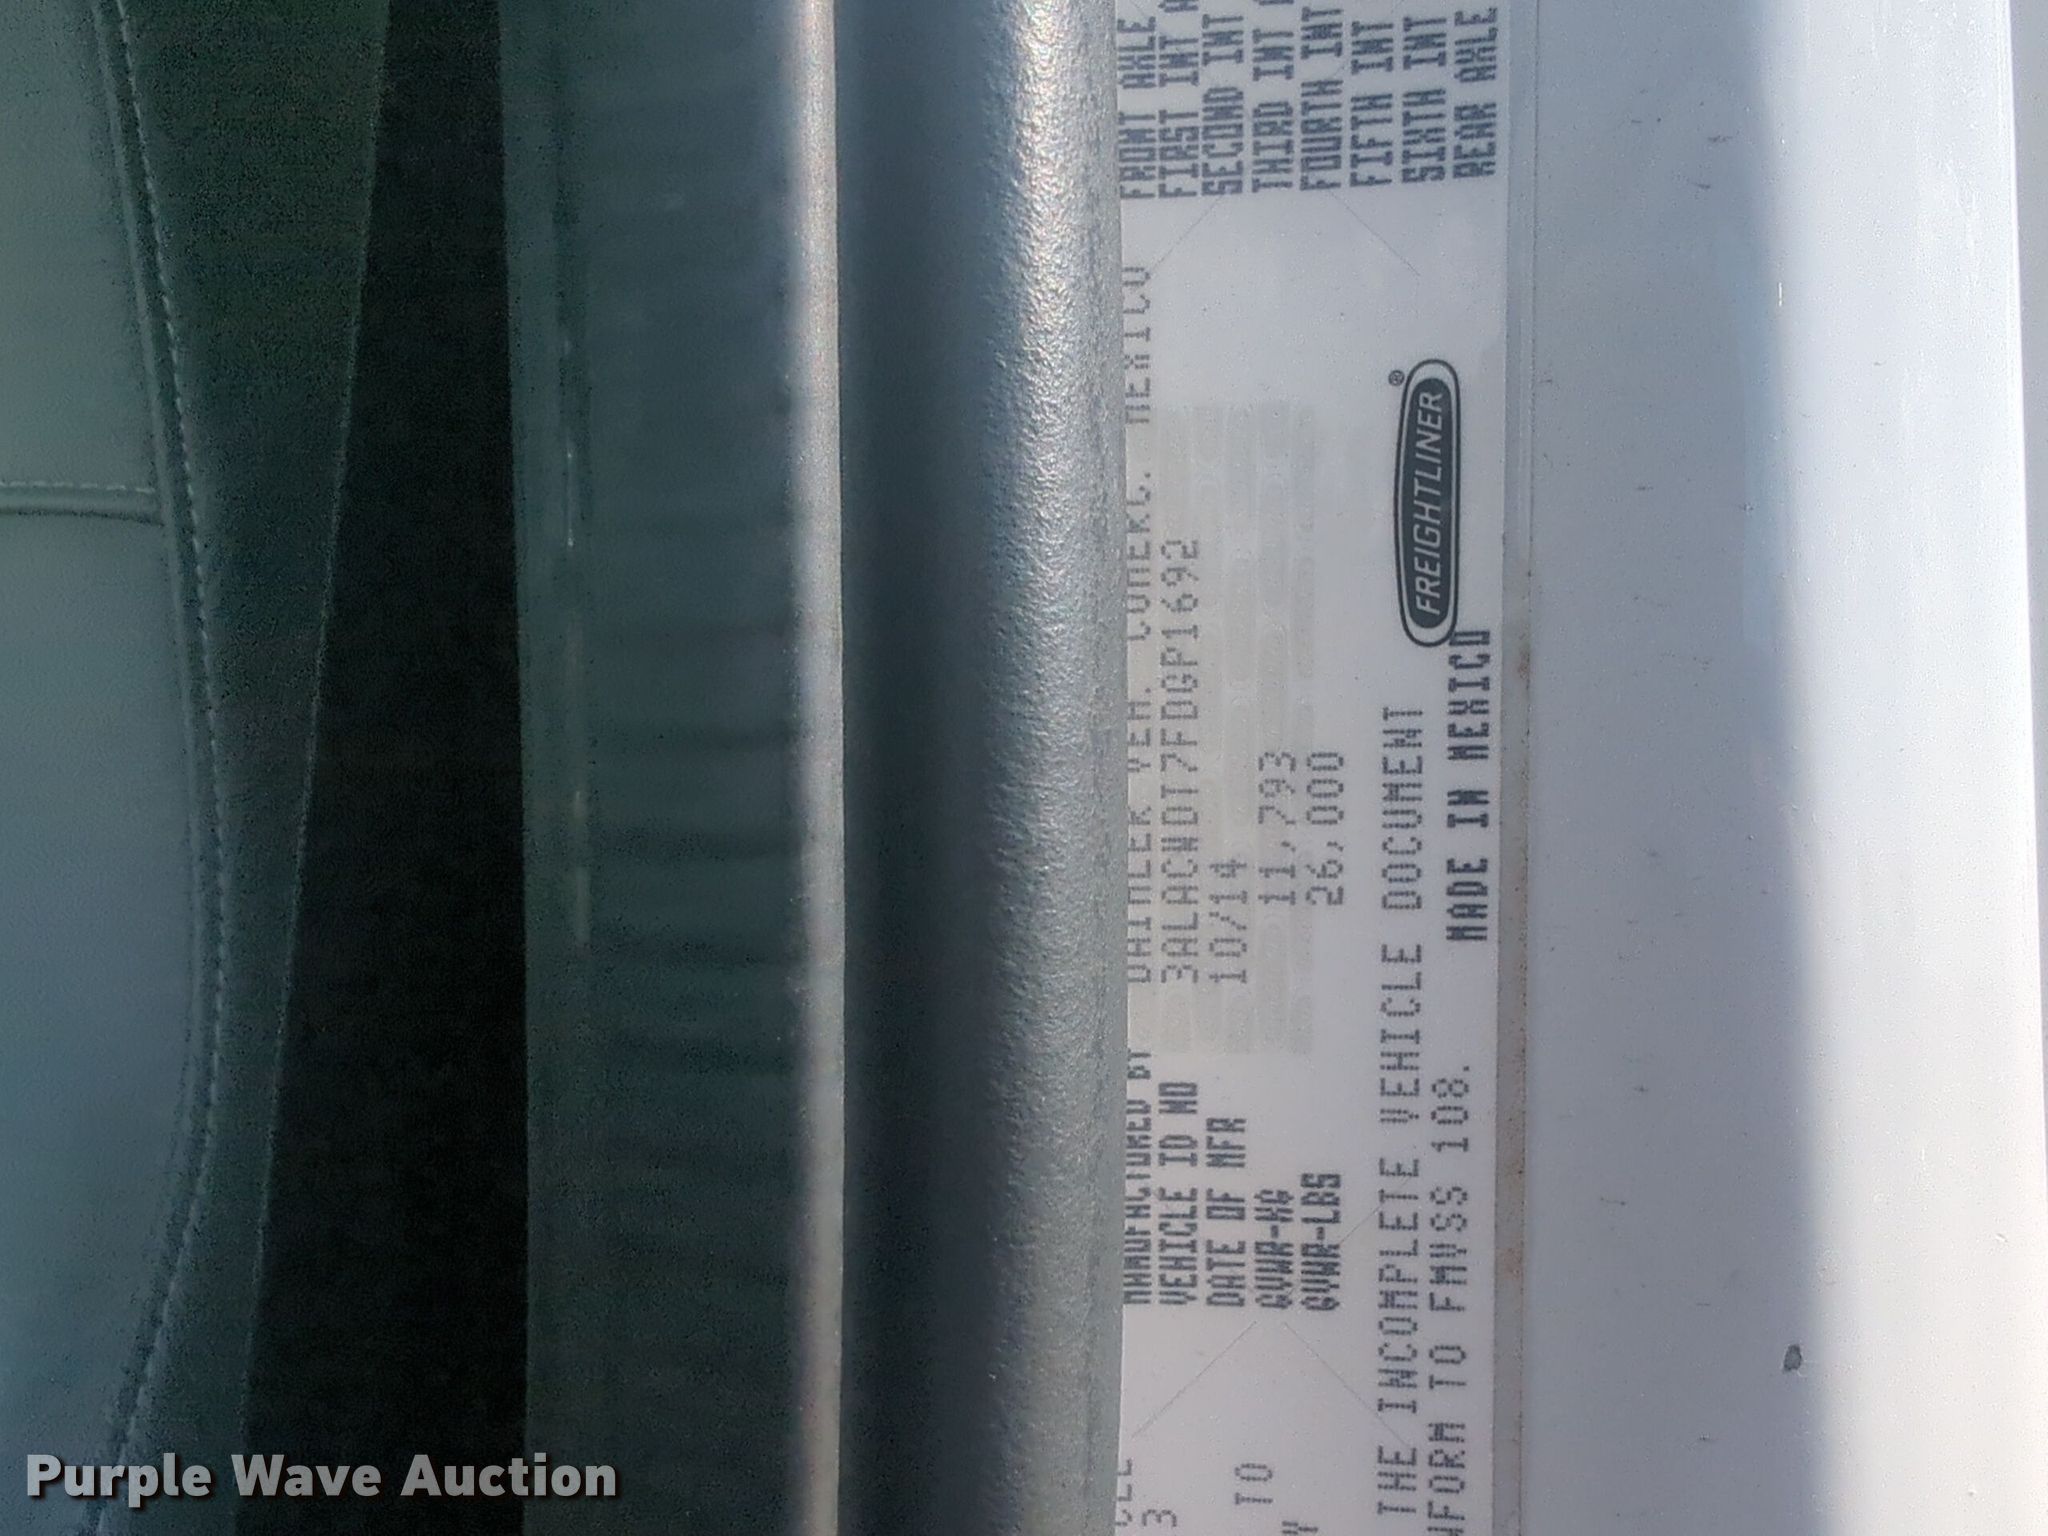 MANUFACTURED BY DAIMLER VEH. COMERC. MEXICO
VEHICLE ID NO 3ALACWDT7FDGP1692
DATE OF MFR 10/14
GVWR-KG 11,793
GVWR-LBS 26,000
THE INCOMPLETE VEHICLE DOCUMENT
FORM TO FMVSS 108.
MADE IN MEXICO
FREIGHTLINER®
FRONT AXLE
FIRST INT
SECOND INT
THIRD INT
FOURTH INT
FIFTH INT
SIXTH INT
REAR AXLE
3
TO
Purple Wave Auction